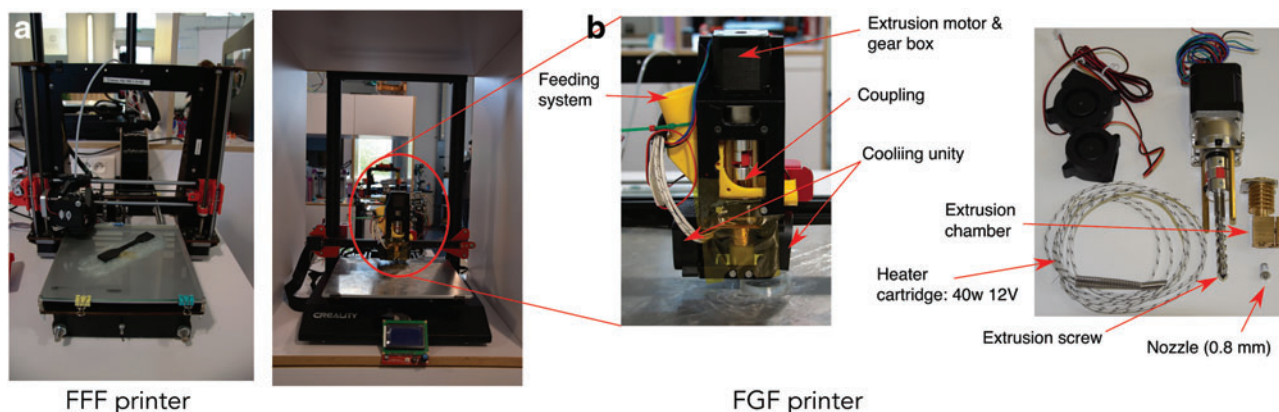 a
b
Extrusion motor &
gear box
Feeding
system
Coupling
Cooliing unity
Extrusion
chamber
Heater
cartridge: 40w 12V
Extrusion screw
Nozzle (0.8 mm)
CREALITY
FFF printer
FGF printer